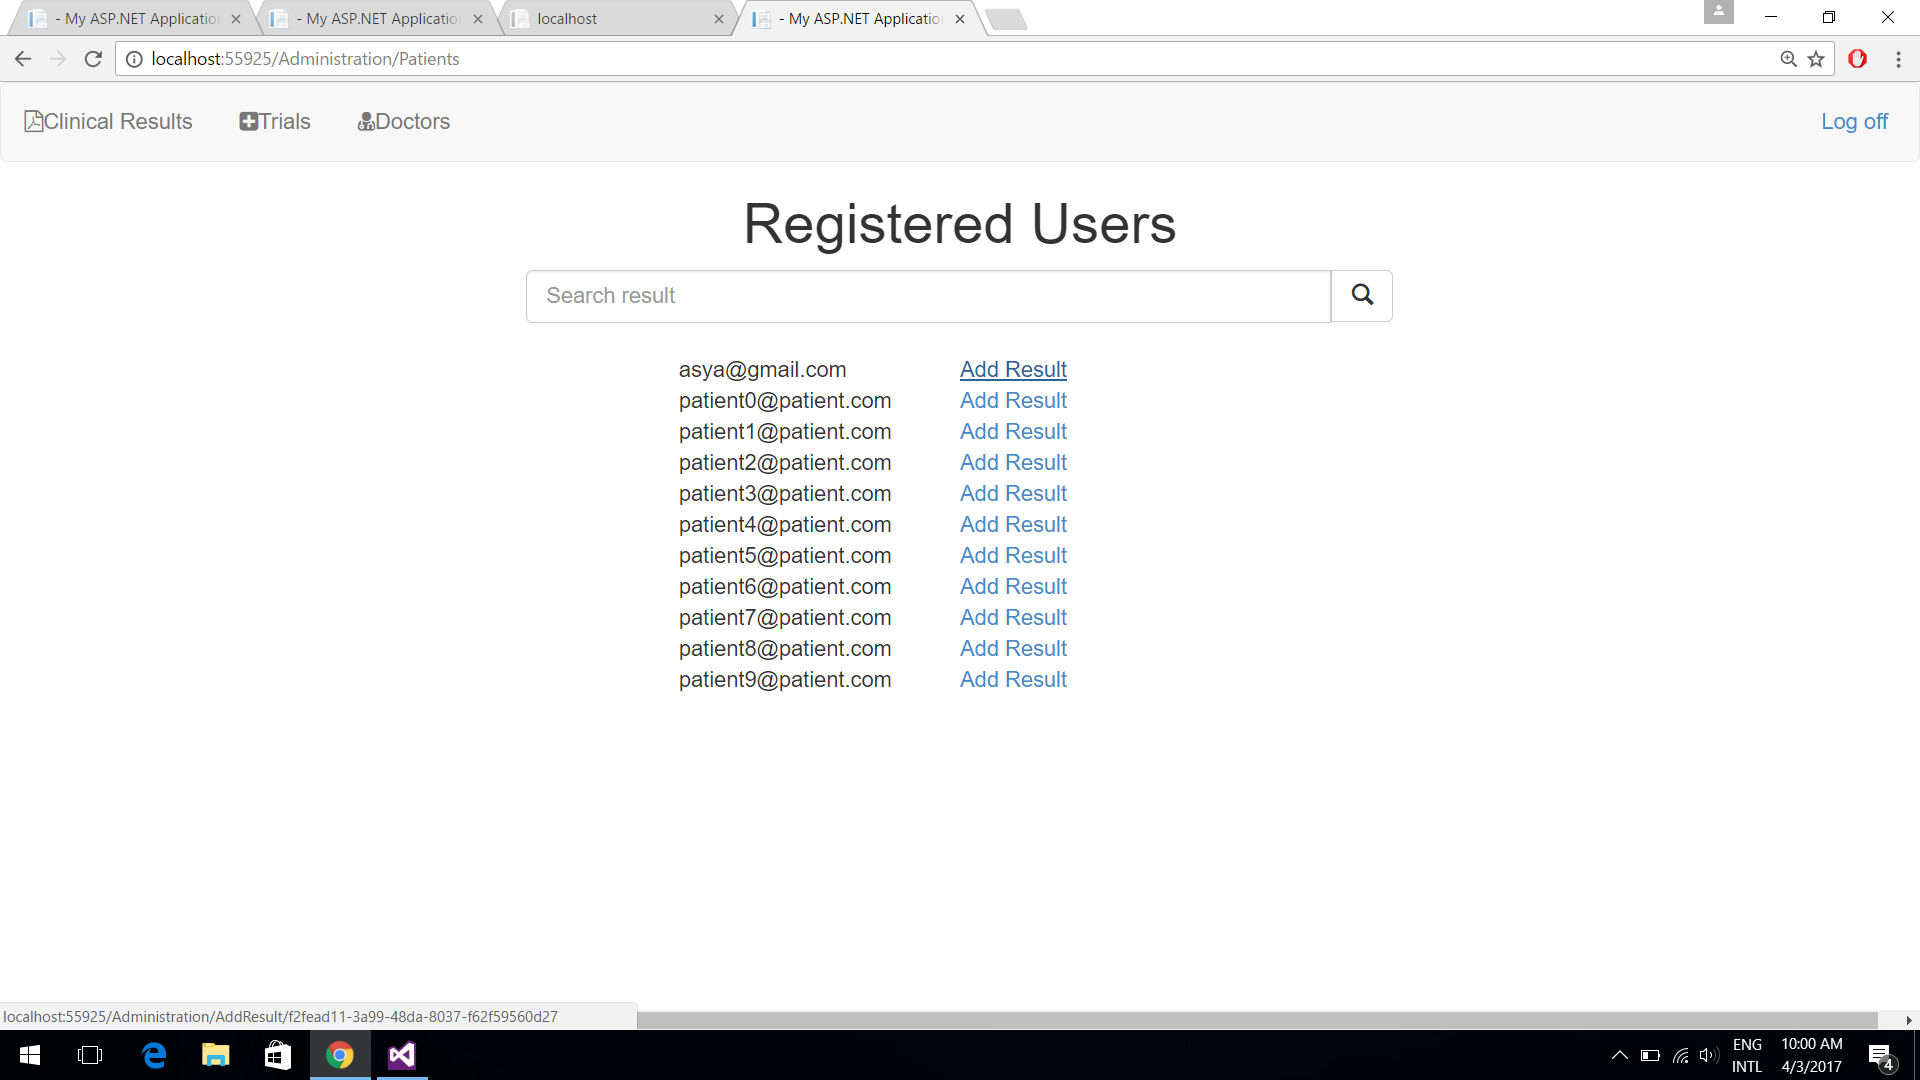 - My ASP.NET Applicatio
- My ASP.NET Applicatio
localhost
- My ASP.NET Applicatio
localhost:55925/Administration/Patients
Clinical Results Trials Doctors Log off
Registered Users
Search result
asya@gmail.com Add Result
patient0@patient.com Add Result
patient1@patient.com Add Result
patient2@patient.com Add Result
patient3@patient.com Add Result
patient4@patient.com Add Result
patient5@patient.com Add Result
patient6@patient.com Add Result
patient7@patient.com Add Result
patient8@patient.com Add Result
patient9@patient.com Add Result
localhost:55925/Administration/AddResult/f2fead11-3a99-48da-8037-f62f59560d27
ENG 10:00 AM
INTL 4/3/2017
4